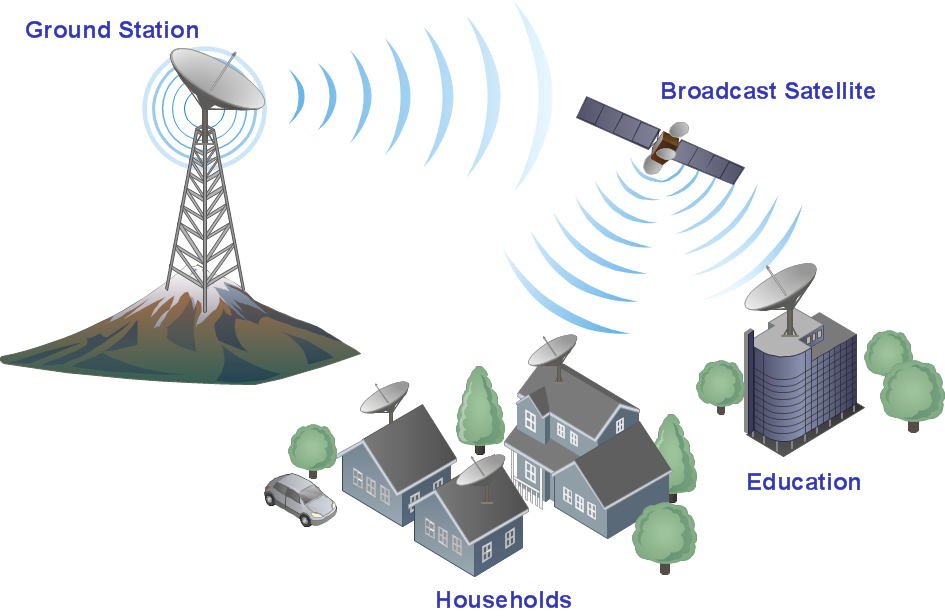 Ground Station
Broadcast Satellite
Education
Households